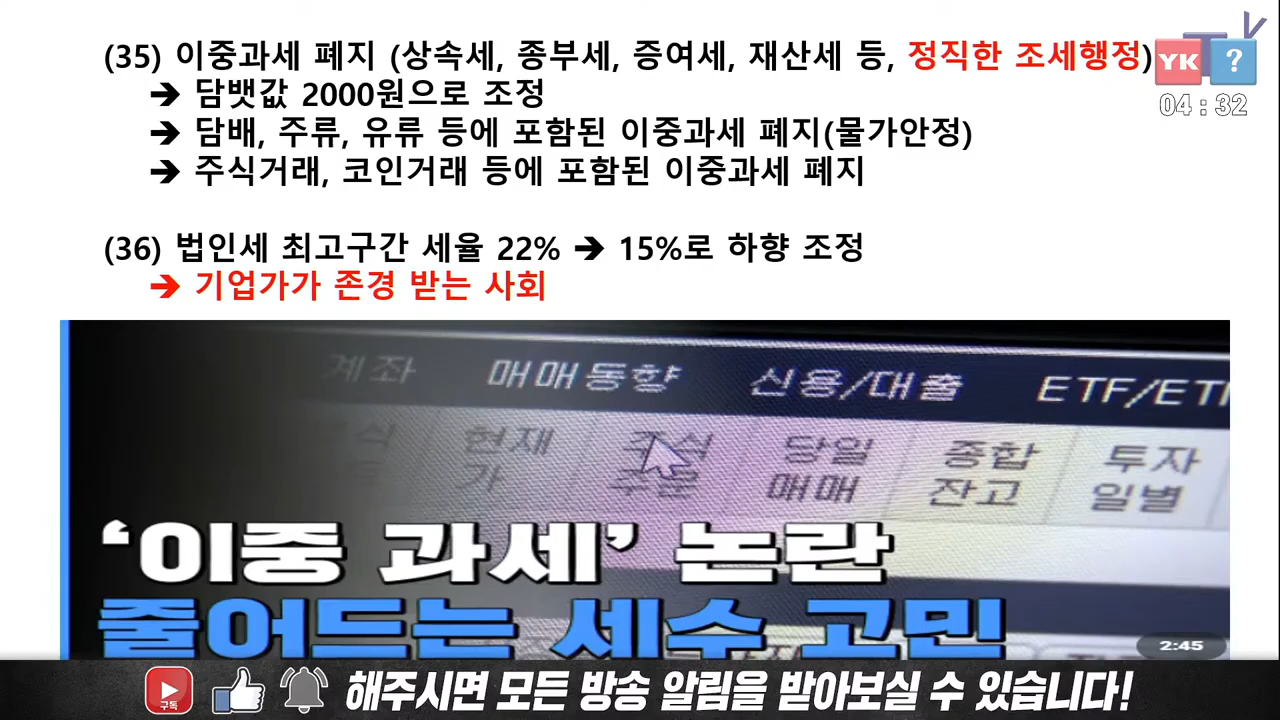 (35) 이중과세 폐지 (상속세, 종부세, 증여세, 재산세 등, 정직한 조세행정)
➔ 담뱃값 2000원으로 조정
➔ 담배, 주류, 유류 등에 포함된 이중과세 폐지(물가안정)
➔ 주식거래, 코인거래 등에 포함된 이중과세 폐지
TV
YK ?
04 : 32
(36) 법인세 최고구간 세율 22% ➔ 15%로 하향 조정
➔ 기업가가 존경 받는 사회
계좌 매매동향 신용/대출 ETF/ET
현재가 주식주문 당일매매 종합잔고 투자일별
‘이중 과세’ 논란
줄어드는 세수 고민
2:45
구독
해주시면 모든 방송 알림을 받아보실 수 있습니다!